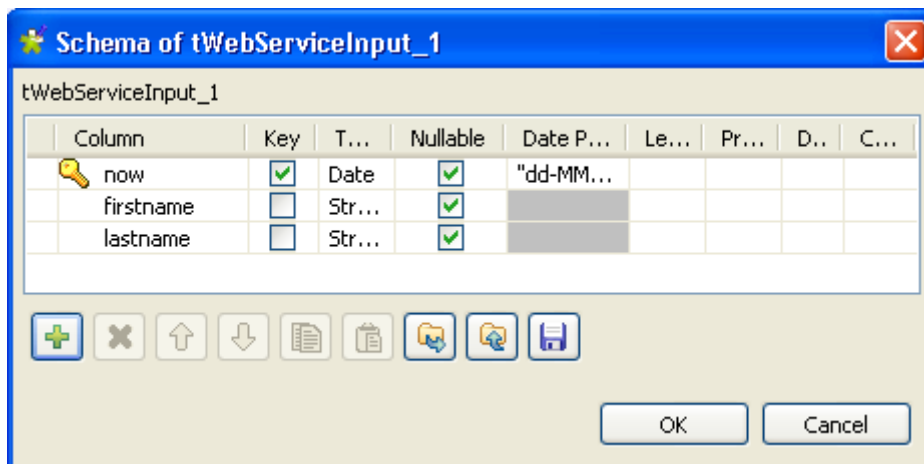 Schema of tWebServiceInput_1
tWebServiceInput_1
Column Key T... Nullable Date P... Le... Pr... D.. C...
now Date "dd-MM...
firstname Str...
lastname Str...
OK Cancel